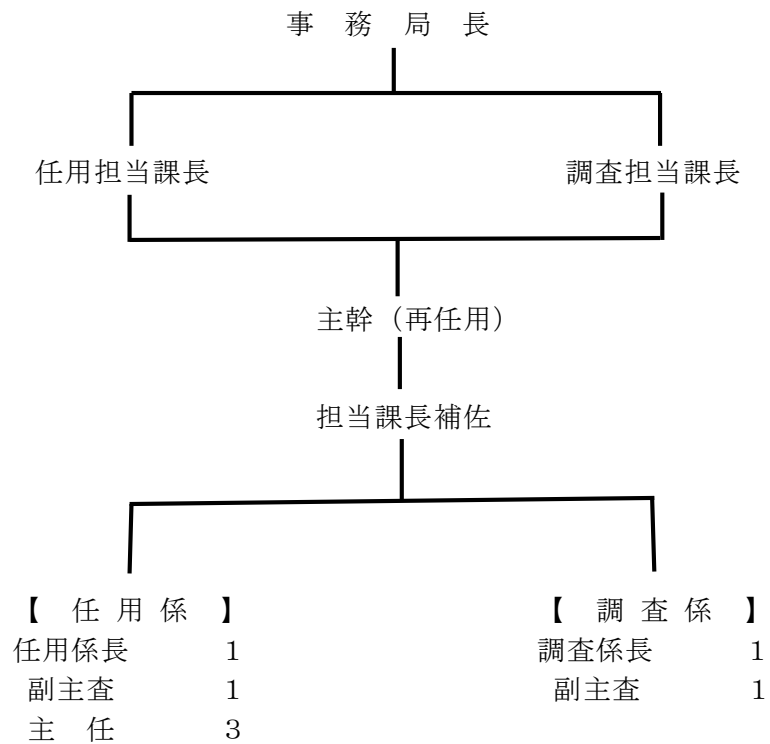 事　務　局　長
任用担当課長　調査担当課長
主幹（再任用）
担当課長補佐
【　任 用 係　】　【　調 査 係　】
任用係長　1　調査係長　1
副主査　1　副主査　1
主　任　3